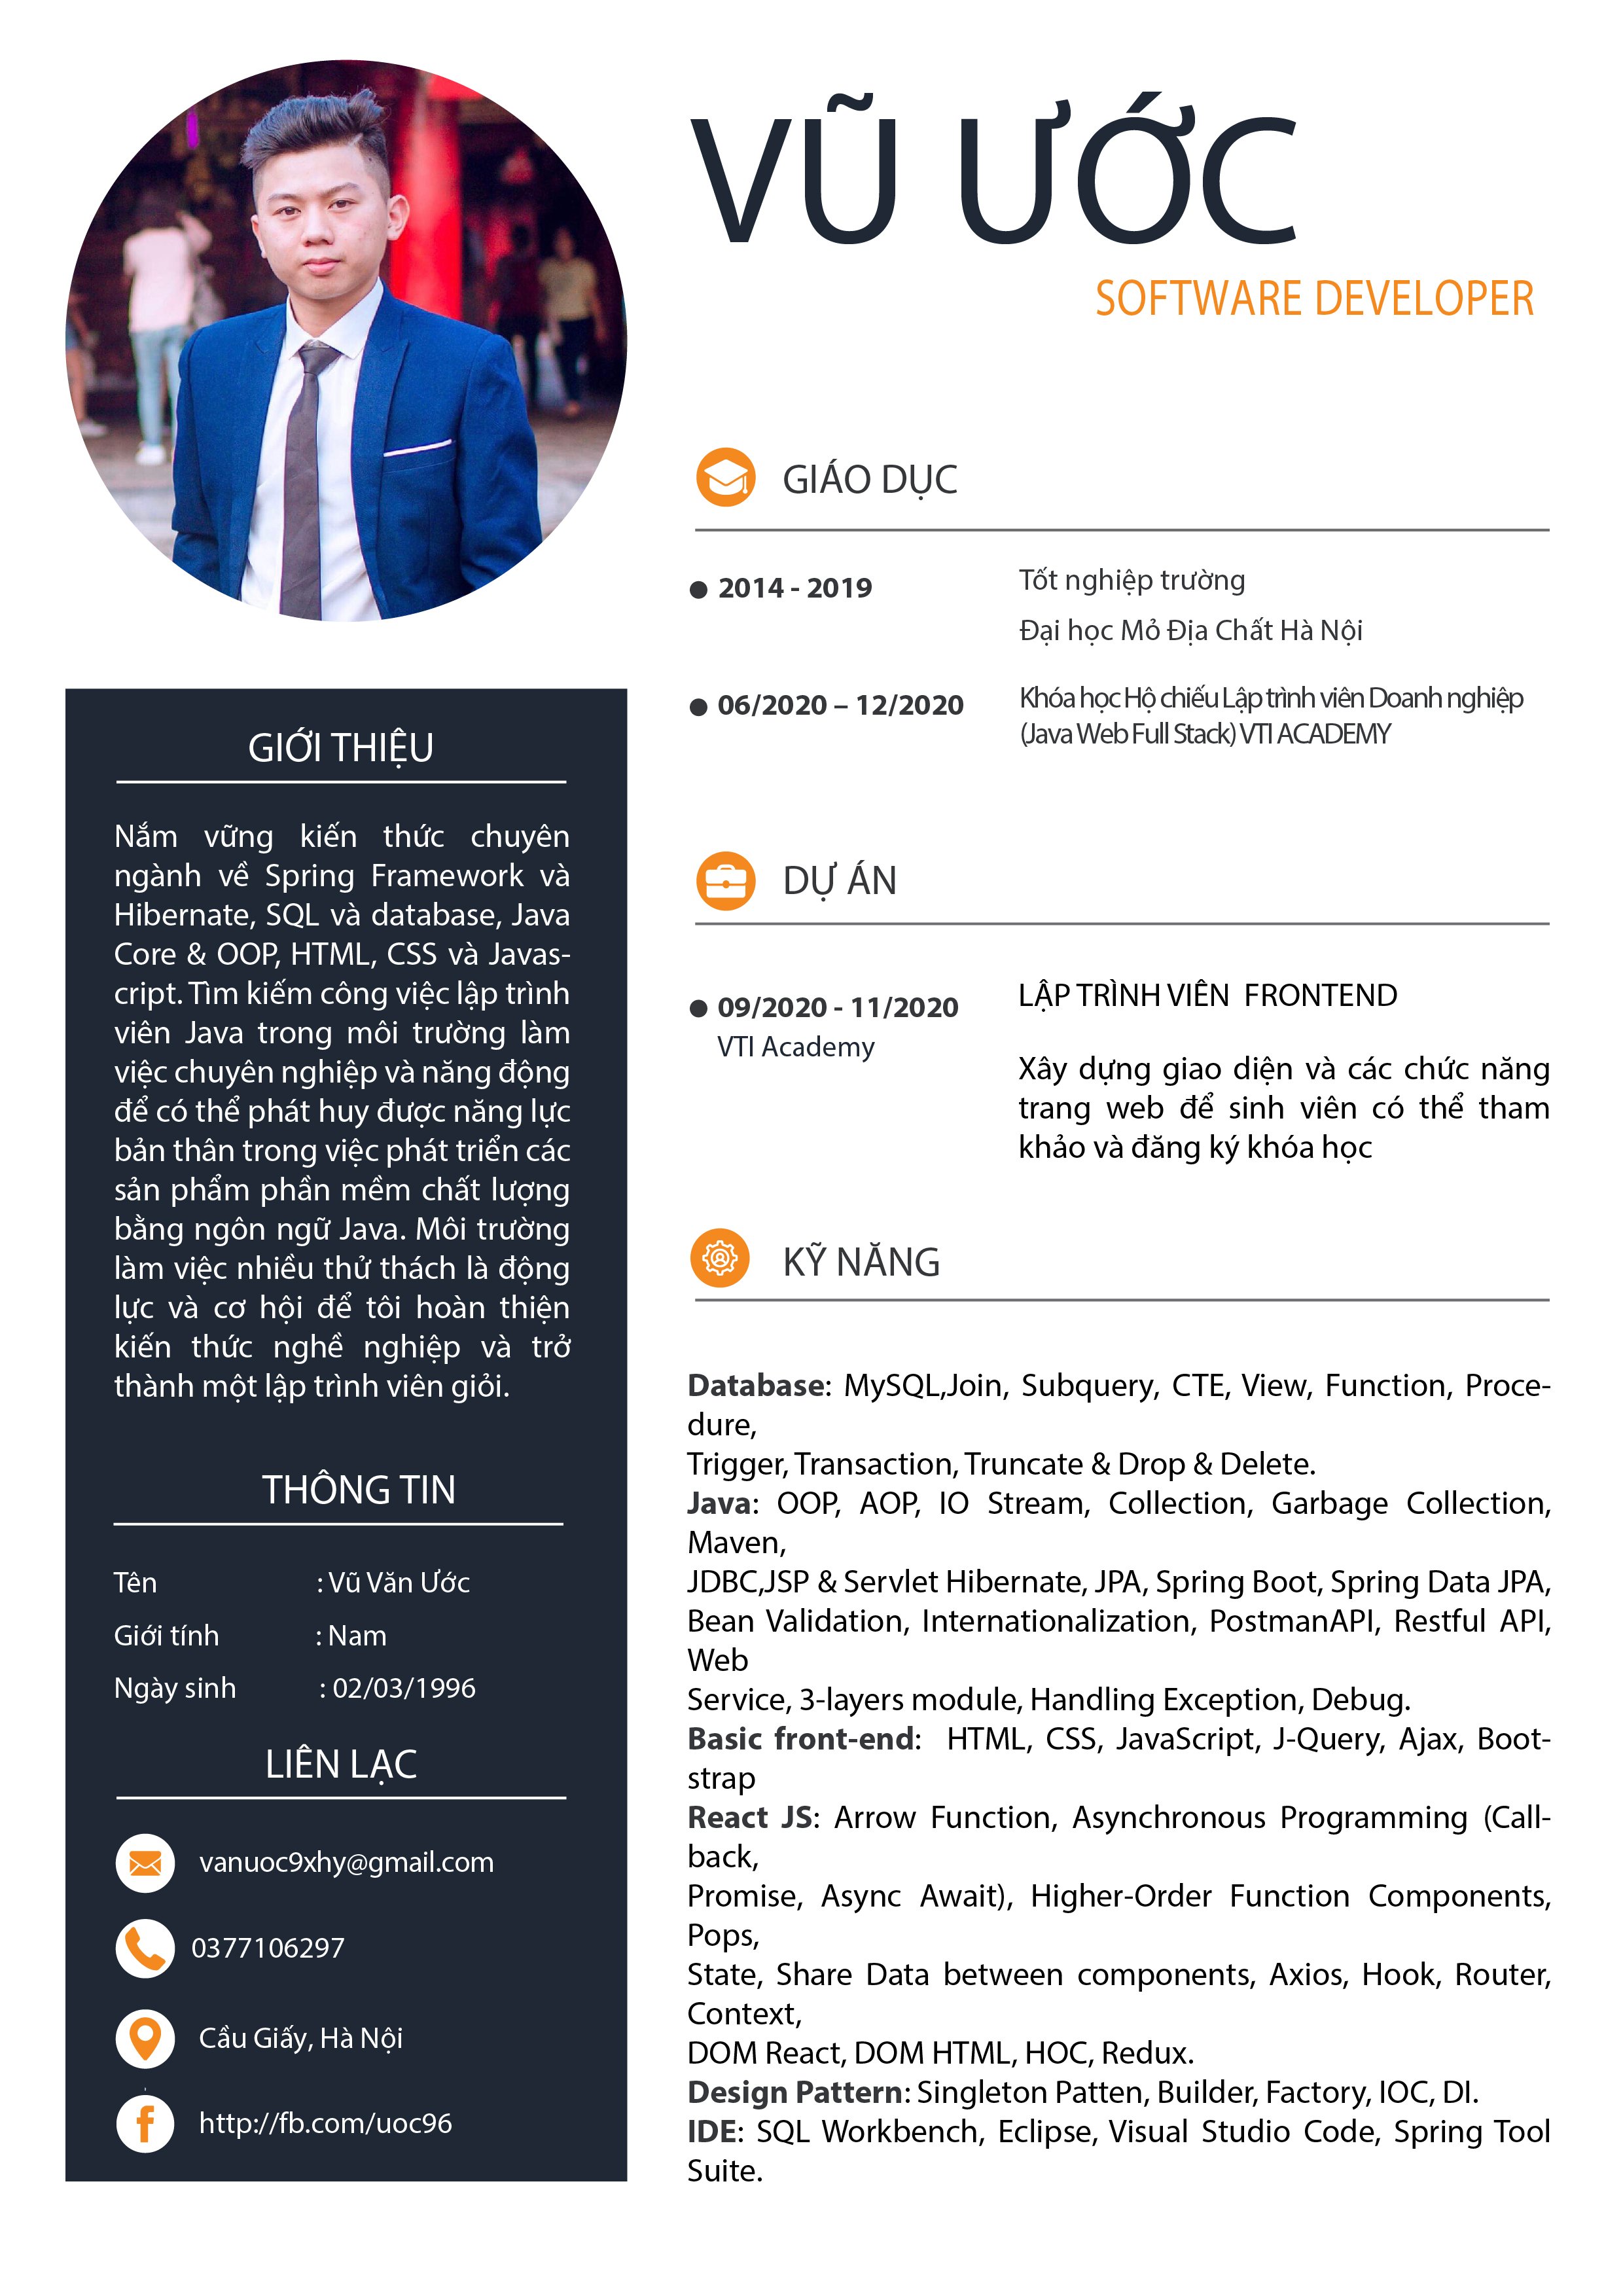 VŨ ƯỚC
SOFTWARE DEVELOPER
GIỚI THIỆU
Nắm vững kiến thức chuyên
ngành về Spring Framework và
Hibernate, SQL và database, Java
Core & OOP, HTML, CSS và Javas-
cript. Tìm kiếm công việc lập trình
viên Java trong môi trường làm
việc chuyên nghiệp và năng động
để có thể phát huy được năng lực
bản thân trong việc phát triển các
sản phẩm phần mềm chất lượng
bằng ngôn ngữ Java. Môi trường
làm việc nhiều thử thách là động
lực và cơ hội để tôi hoàn thiện
kiến thức nghề nghiệp và trở
thành một lập trình viên giỏi.
THÔNG TIN
Tên : Vũ Văn Ước
Giới tính : Nam
Ngày sinh : 02/03/1996
LIÊN LẠC
vanuoc9xhy@gmail.com
0377106297
Cầu Giấy, Hà Nội
http://fb.com/uoc96
GIÁO DỤC
2014 - 2019
Tốt nghiệp trường
Đại học Mỏ Địa Chất Hà Nội
06/2020 – 12/2020
Khóa học Hộ chiếu Lập trình viên Doanh nghiệp
(Java Web Full Stack) VTI ACADEMY
DỰ ÁN
09/2020 - 11/2020
VTI Academy
LẬP TRÌNH VIÊN FRONTEND
Xây dựng giao diện và các chức năng
trang web để sinh viên có thể tham
khảo và đăng ký khóa học
KỸ NĂNG
Database: MySQL,Join, Subquery, CTE, View, Function, Proce-
dure,
Trigger, Transaction, Truncate & Drop & Delete.
Java: OOP, AOP, IO Stream, Collection, Garbage Collection,
Maven,
JDBC,JSP & Servlet Hibernate, JPA, Spring Boot, Spring Data JPA,
Bean Validation, Internationalization, PostmanAPI, Restful API,
Web
Service, 3-layers module, Handling Exception, Debug.
Basic front-end: HTML, CSS, JavaScript, J-Query, Ajax, Boot-
strap
React JS: Arrow Function, Asynchronous Programming (Call-
back,
Promise, Async Await), Higher-Order Function Components,
Pops,
State, Share Data between components, Axios, Hook, Router,
Context,
DOM React, DOM HTML, HOC, Redux.
Design Pattern: Singleton Patten, Builder, Factory, IOC, DI.
IDE: SQL Workbench, Eclipse, Visual Studio Code, Spring Tool
Suite.